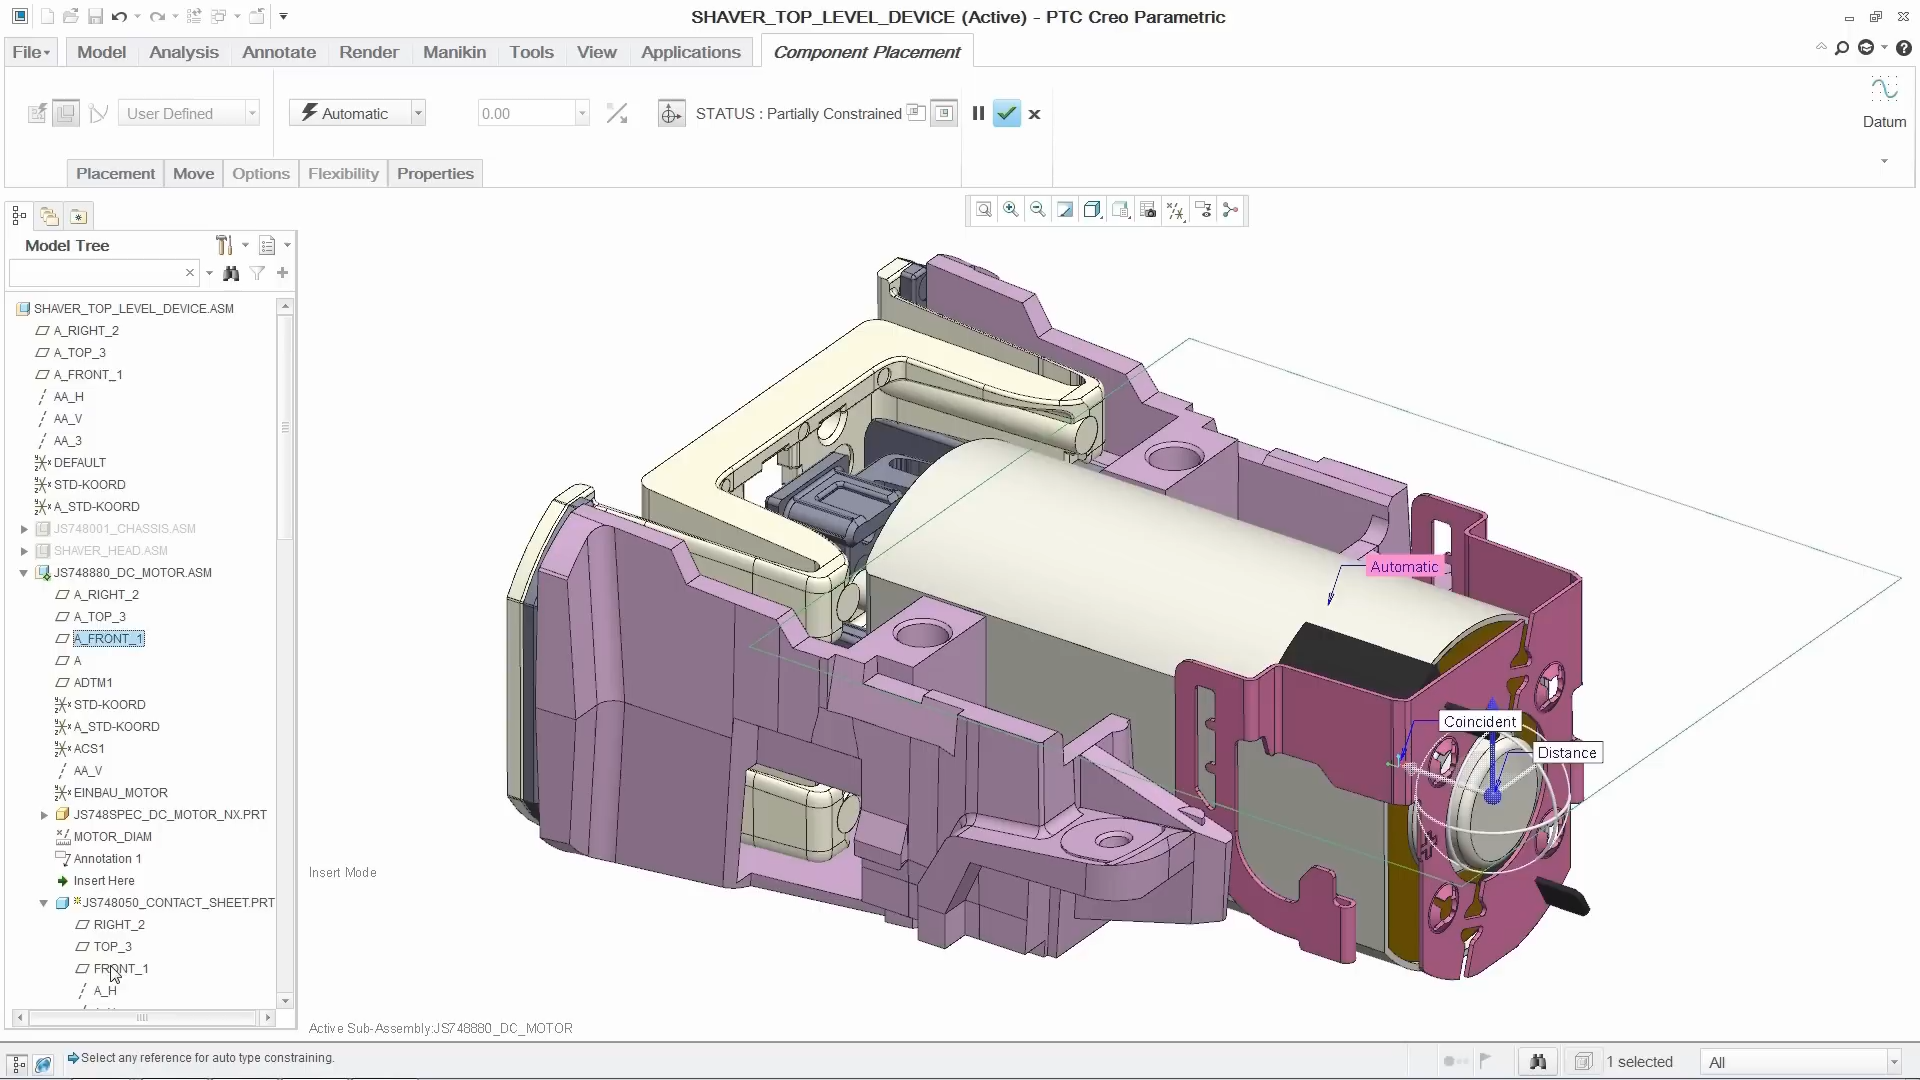 SHAVER_TOP_LEVEL_DEVICE (Active) - PTC Creo Parametric
File
Model
Analysis
Annotate
Render
Manikin
Tools
View
Applications
Component Placement
User Defined
Automatic
0.00
STATUS : Partially Constrained
Datum
Placement
Move
Options
Flexibility
Properties
Model Tree
SHAVER_TOP_LEVEL_DEVICE.ASM
A_RIGHT_2
A_TOP_3
A_FRONT_1
AA_H
AA_V
AA_3
DEFAULT
STD-KOORD
A_STD-KOORD
JS748001_CHASSIS.ASM
SHAVER_HEAD.ASM
JS748880_DC_MOTOR.ASM
A_RIGHT_2
A_TOP_3
A_FRONT_1
A
ADTM1
STD-KOORD
A_STD-KOORD
ACS1
AA_V
EINBAU_MOTOR
JS748SPEC_DC_MOTOR_NX.PRT
MOTOR_DIAM
Annotation 1
Insert Here
JS748050_CONTACT_SHEET.PRT
RIGHT_2
TOP_3
FRONT_1
A_H
Automatic
Coincident
Distance
Insert Mode
Active Sub-Assembly:JS748880_DC_MOTOR
Select any reference for auto type constraining.
1 selected
All